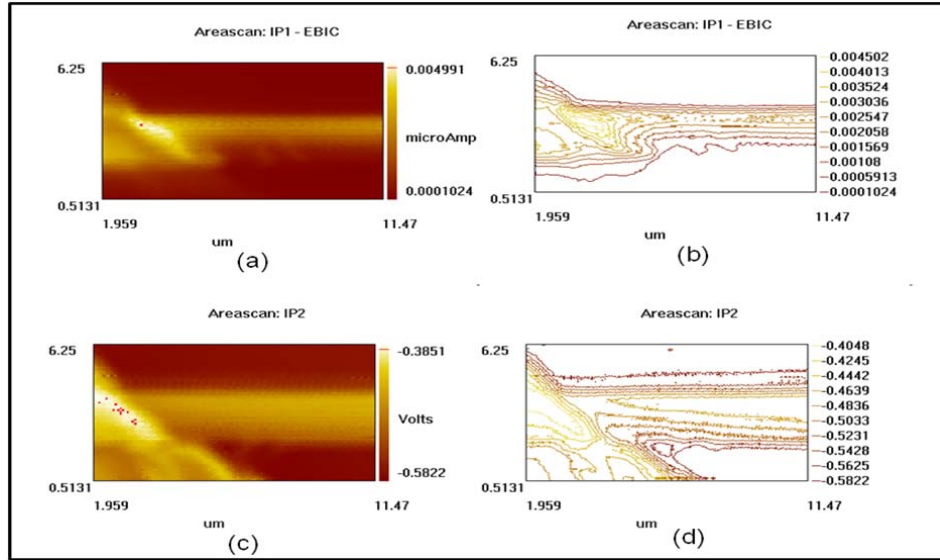 Areascan: IP1 - EBIC
6.25
0.004991
microAmp
0.0001024
0.5131
1.959
11.47
um
(a)
Areascan: IP1 - EBIC
6.25
0.004502
0.004013
0.003524
0.003036
0.002547
0.002058
0.001569
0.00108
0.0005913
0.0001024
0.5131
1.959
11.47
um
(b)
Areascan: IP2
6.25
-0.3851
Volts
-0.5822
0.5131
1.959
11.47
um
(c)
Areascan: IP2
6.25
-0.4048
-0.4245
-0.4442
-0.4639
-0.4836
-0.5033
-0.5231
-0.5428
-0.5625
-0.5822
0.5131
1.959
11.47
um
(d)